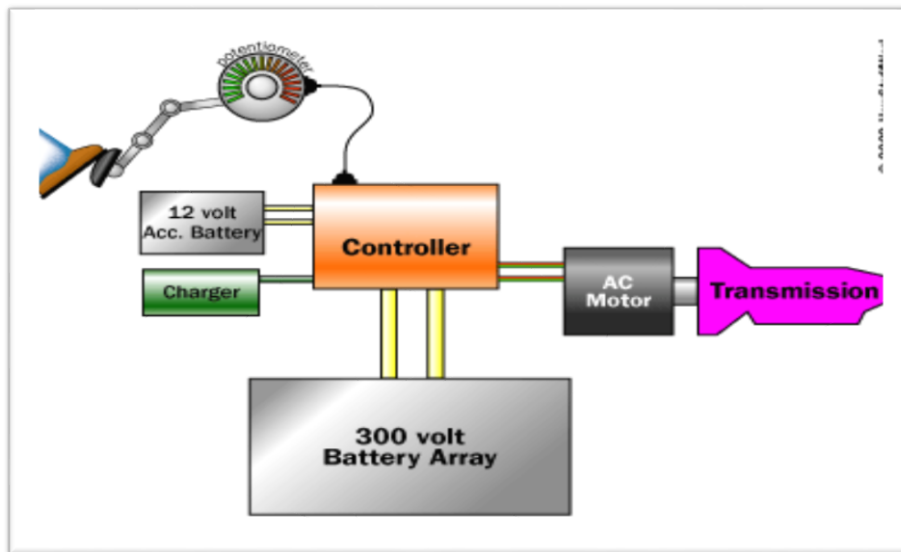 potentiometer
12 volt
Acc. Battery
Controller
Charger
AC
Motor
Transmission
300 volt
Battery Array